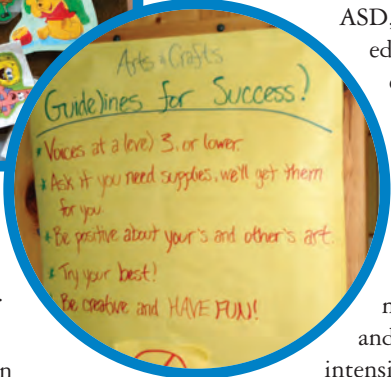 ASD,
ed
Arts & Crafts
Guidelines for Success!
* Voices at a level 3, or lower.
* Ask if you need supplies, we'll get them
for you.
* Be positive about your's and other's art.
* Try your best!
* Be creative and HAVE FUN!
and
n
intensi